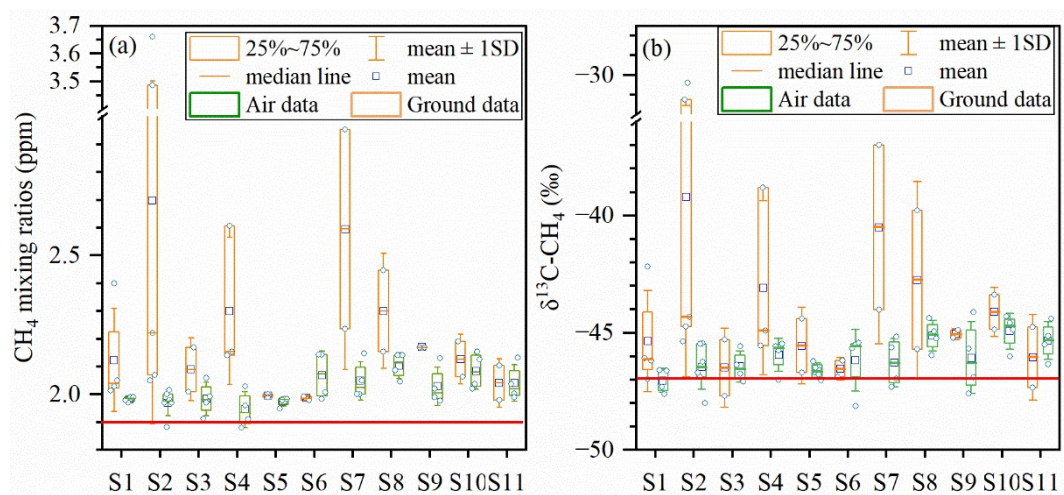 (a)
25%~75%
mean ± 1SD
median line
mean
Air data
Ground data
CH₄ mixing ratios (ppm)
3.7
3.6
3.5
2.5
2.0
S1 S2 S3 S4 S5 S6 S7 S8 S9 S10 S11
(b)
25%~75%
mean ± 1SD
median line
mean
Air data
Ground data
δ¹³C-CH₄ (‰)
−30
−40
−45
−50
S1 S2 S3 S4 S5 S6 S7 S8 S9 S10 S11